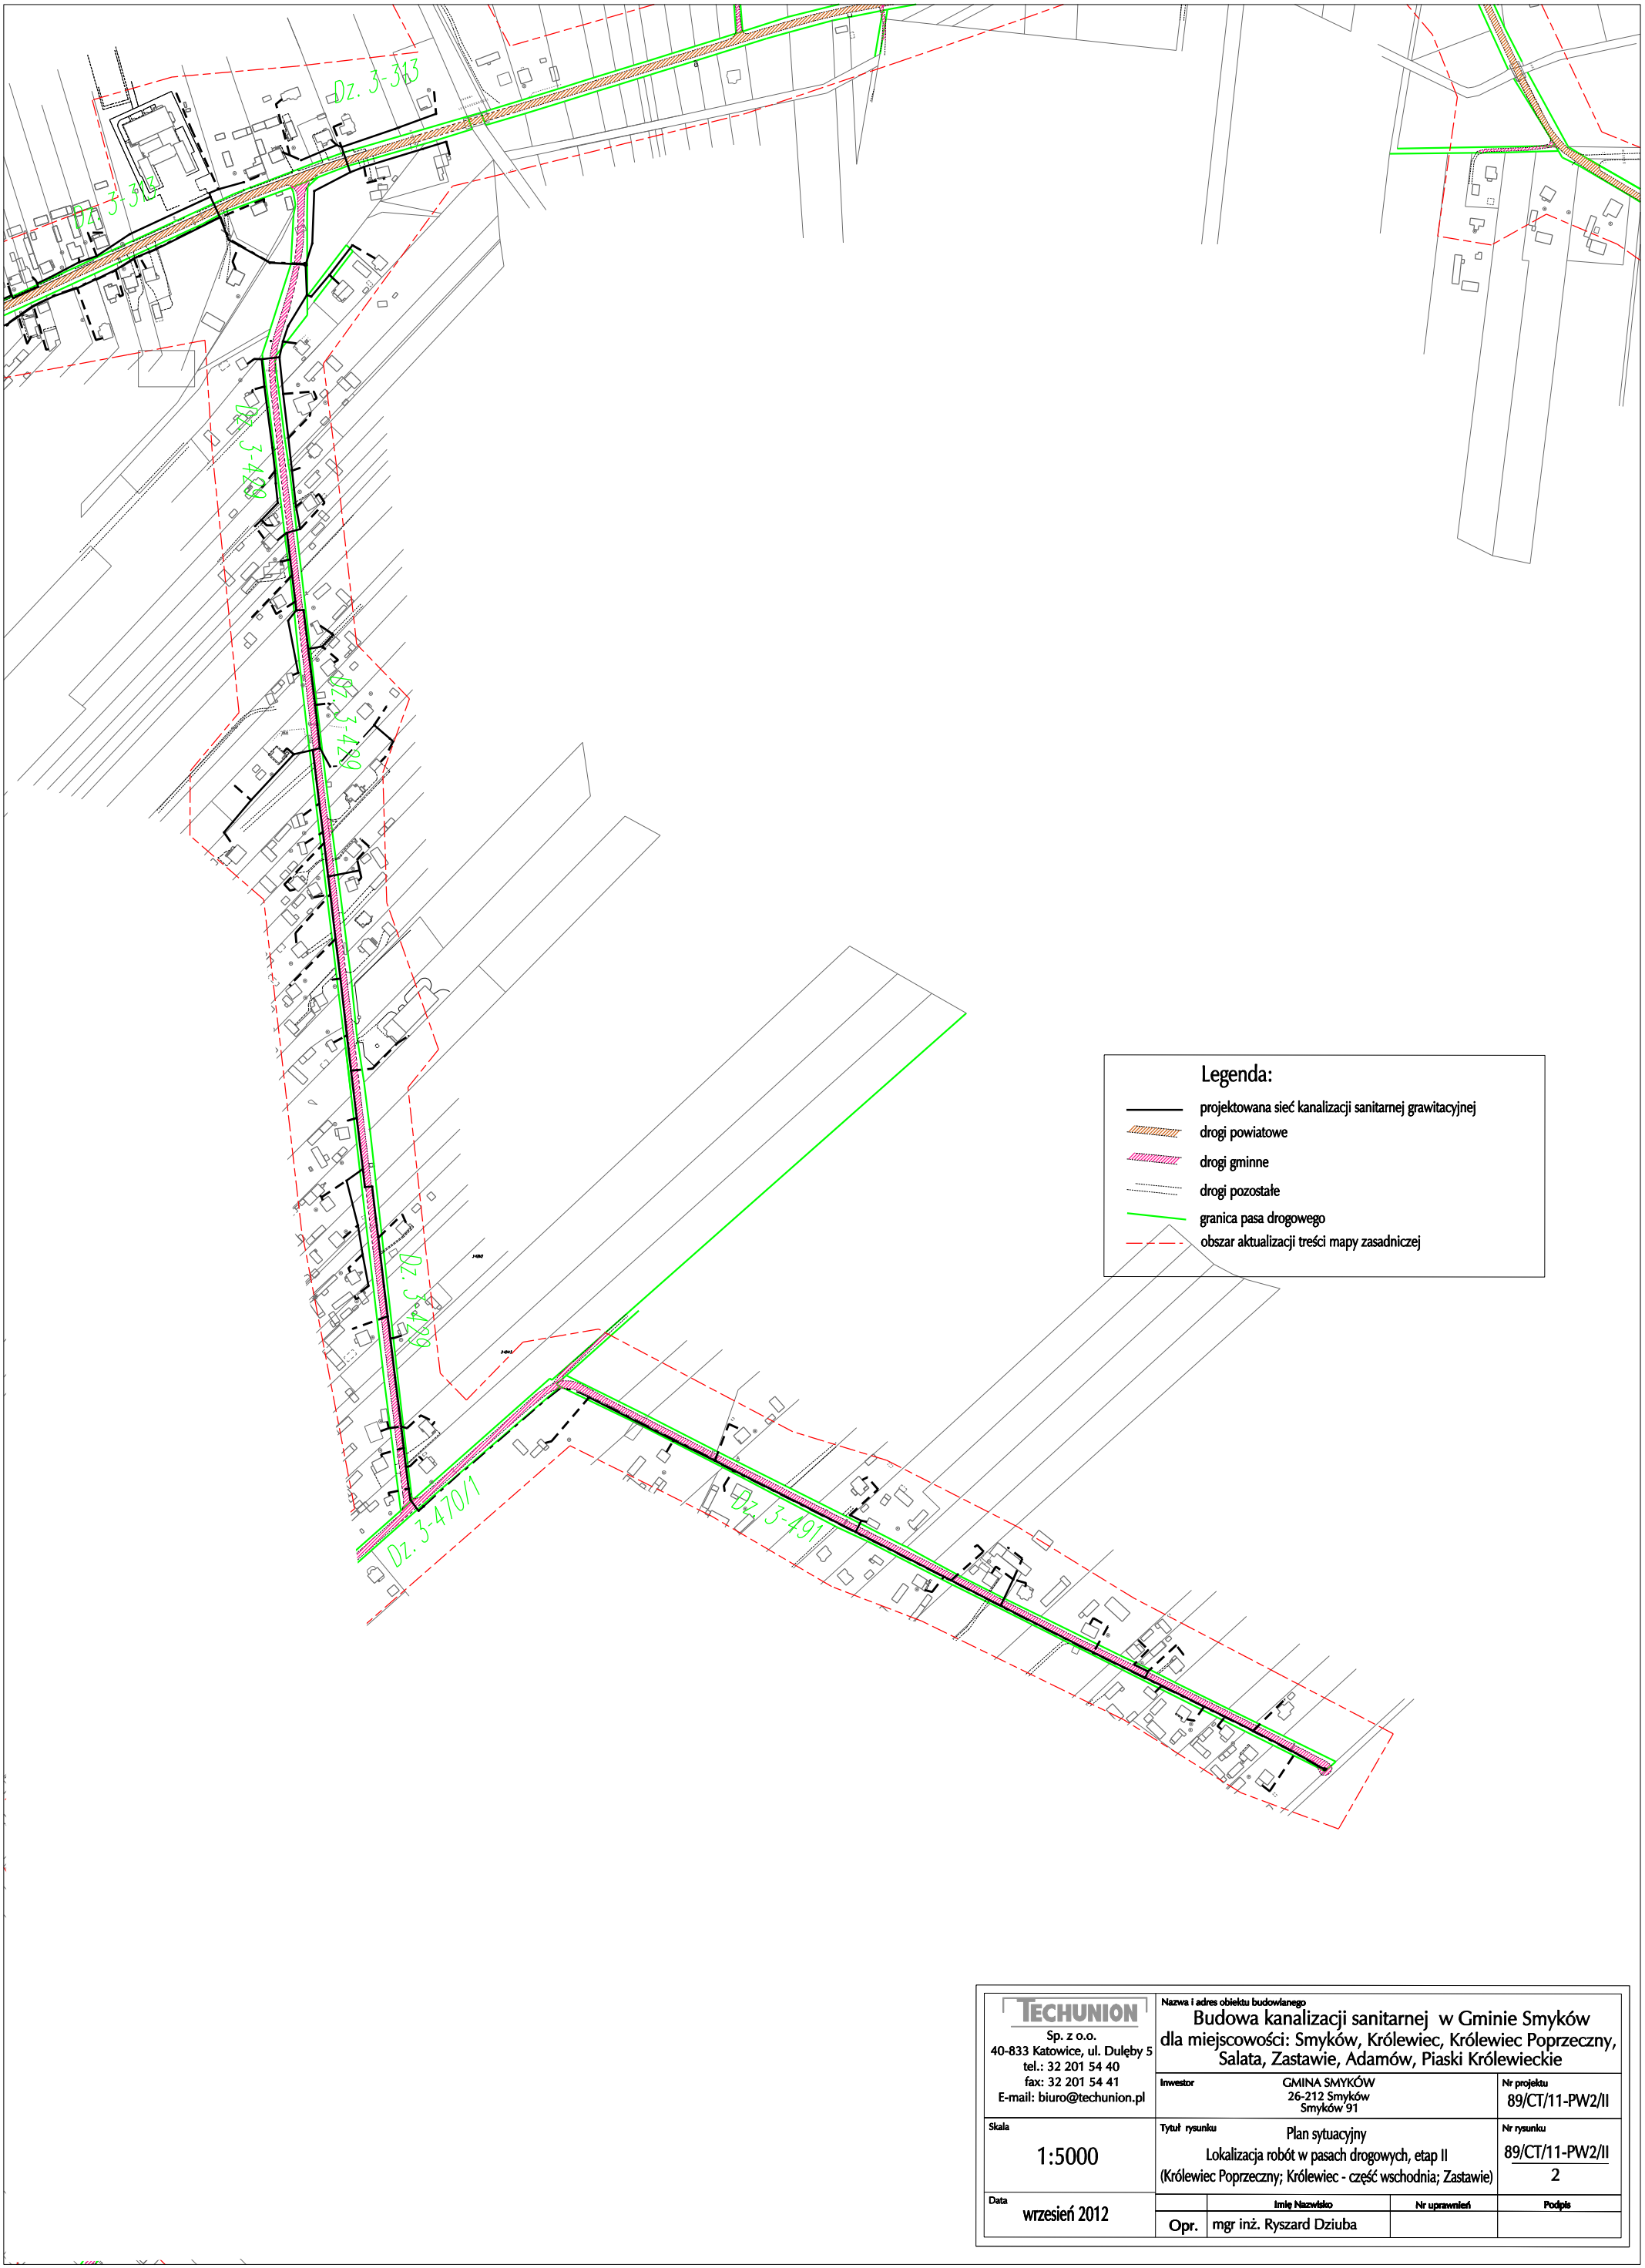 Dz. 3-313
Dz. 3-313
Dz. 3-429
Dz. 3-429
Dz. 3-429
Dz. 3-470/1
Dz. 3-491
Legenda:
projektowana sieć kanalizacji sanitarnej grawitacyjnej
drogi powiatowe
drogi gminne
drogi pozostałe
granica pasa drogowego
obszar aktualizacji treści mapy zasadniczej
TECHUNION
Sp. z o.o.
40-833 Katowice, ul. Dulęby 5
tel.: 32 201 54 40
fax: 32 201 54 41
E-mail: biuro@techunion.pl
Nazwa i adres obiektu budowlanego
Budowa kanalizacji sanitarnej w Gminie Smyków
dla miejscowości: Smyków, Królewiec, Królewiec Poprzeczny,
Salata, Zastawie, Adamów, Piaski Królewieckie
Inwestor
GMINA SMYKÓW
26-212 Smyków
Smyków 91
Nr projektu
89/CT/11-PW2/II
Skala
1:5000
Tytuł rysunku
Plan sytuacyjny
Lokalizacja robót w pasach drogowych, etap II
(Królewiec Poprzeczny; Królewiec - część wschodnia; Zastawie)
Nr rysunku
89/CT/11-PW2/II
2
Data
wrzesień 2012
Imię Nazwisko
Nr uprawnień
Podpis
Opr.
mgr inż. Ryszard Dziuba